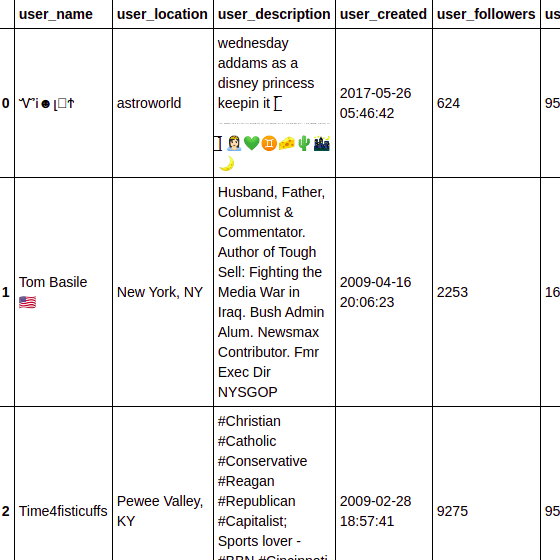 user_name user_location user_description user_created user_followers us
wednesday
addams as a
disney princess
keepin it
👩🏻‍🎨💚♊🧀🌵🌃
🌙
0 astroworld 2017-05-26 624 95
05:46:42
Husband, Father,
Columnist &
Commentator.
Author of Tough
Sell: Fighting the
Media War in
Iraq. Bush Admin
Alum. Newsmax
Contributor. Fmr
Exec Dir
NYSGOP
1 Tom Basile New York, NY 2009-04-16 2253 16
🇺🇸 20:06:23
#Christian
#Catholic
#Conservative
#Reagan
#Republican
#Capitalist;
Sports lover -
#BBN #Cincinnati
2 Time4fisticuffs Pewee Valley, 2009-02-28 9275 95
KY 18:57:41